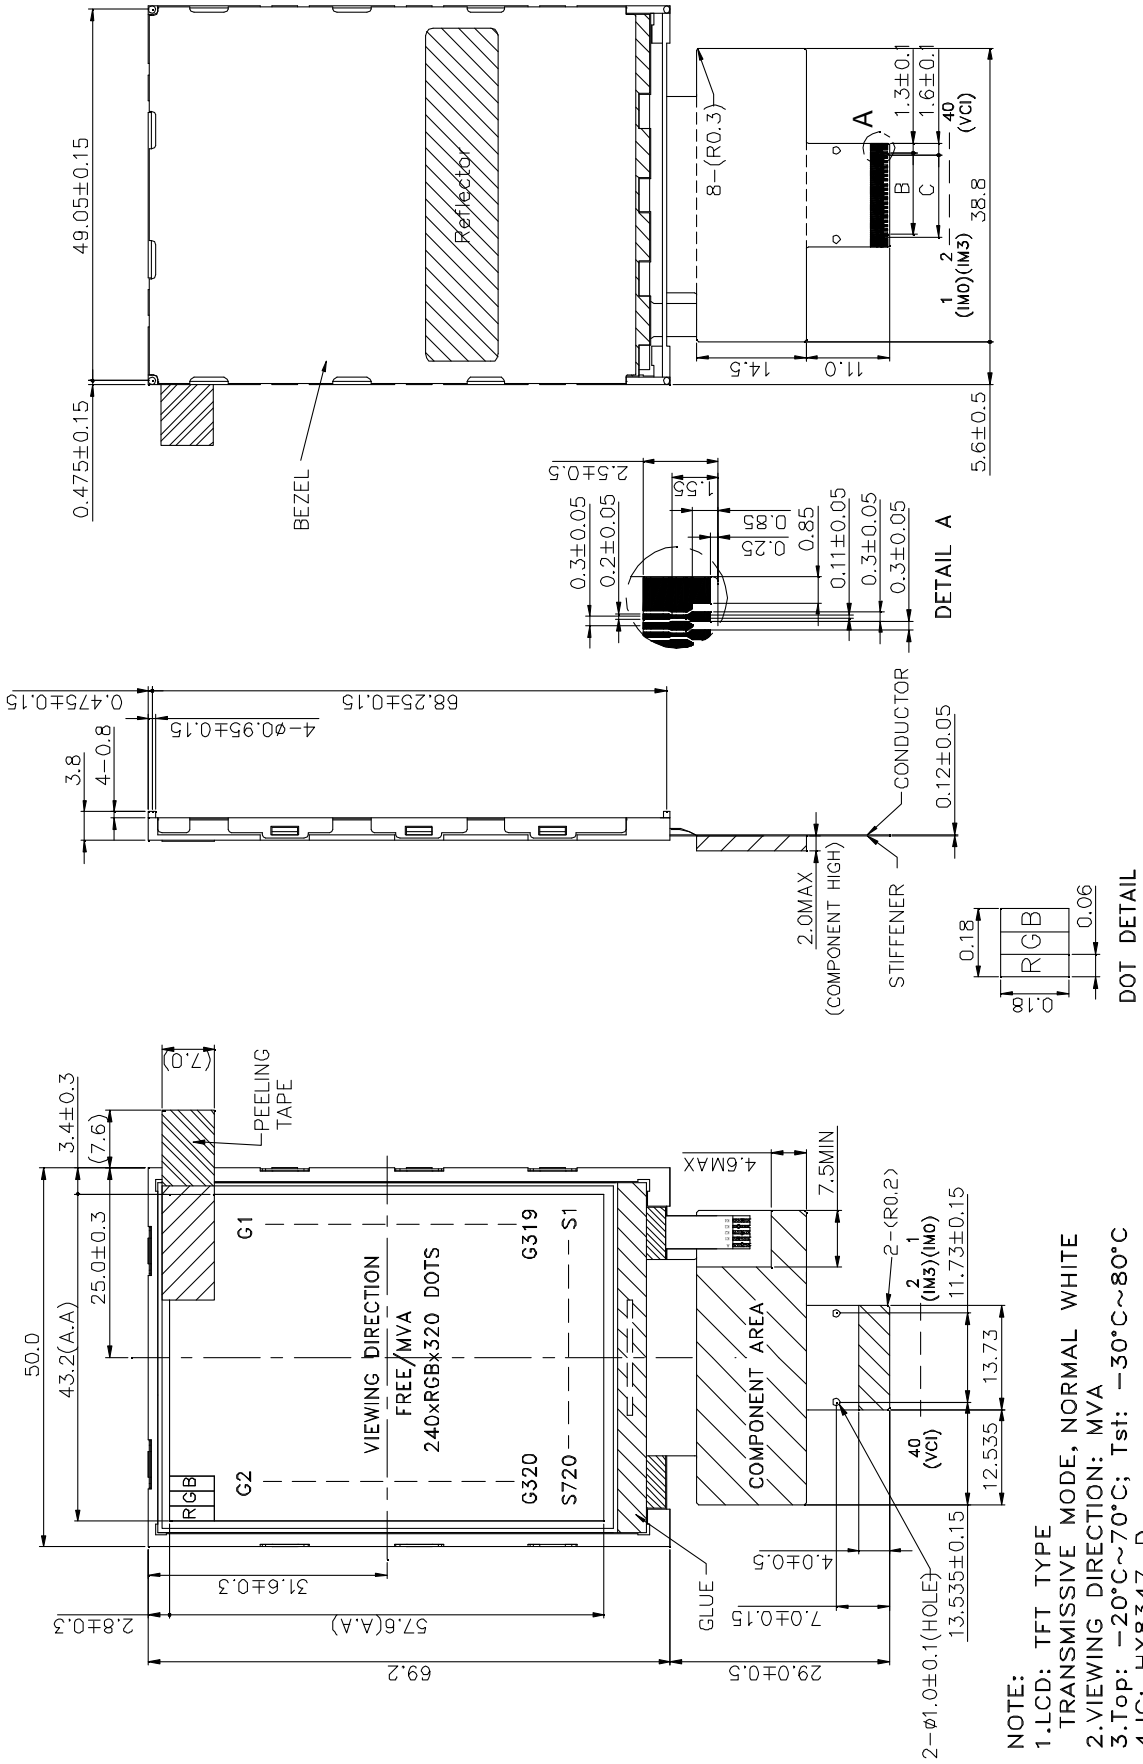 50.0
43.2(A.A)
25.0±0.3
3.4±0.3
(7.6)
(7.0)
PEELING
TAPE
RGB
G2
G1
VIEWING DIRECTION
FREE/MVA
240xRGBx320 DOTS
G320
G319
S720
S1
2.8±0.3
31.6±0.3
57.6(A.A)
69.2
29.0±0.5
GLUE
COMPONENT AREA
4.6MAX
7.5MIN
7.0±0.15
4.0±0.5
2-(R0.2)
40
(VCI)
2
(IM3)
1
(IM0)
2-ø1.0±0.1(HOLE)
13.535±0.15
11.73±0.15
12.535
13.73
3.8
4-0.8
0.475±0.15
4-ø0.95±0.15
68.25±0.15
2.0MAX
(COMPONENT HIGH)
STIFFENER
CONDUCTOR
0.12±0.05
0.18
0.18
R
G
B
0.06
DOT DETAIL
0.475±0.15
49.05±0.15
BEZEL
Reflector
8-(R0.3)
14.5
11.0
A
1.3±0.1
1.6±0.1
B
C
1
(IM0)
2
(IM3)
40
(VCI)
5.6±0.5
38.8
0.3±0.05
0.2±0.05
2.5±0.5
1.55
0.85
0.25
0.85
0.11±0.05
0.3±0.05
0.3±0.05
DETAIL A
NOTE:
1.LCD: TFT TYPE
TRANSMISSIVE MODE, NORMAL WHITE
2.VIEWING DIRECTION: MVA
3.Top: -20°C~70°C; Tst: -30°C~80°C